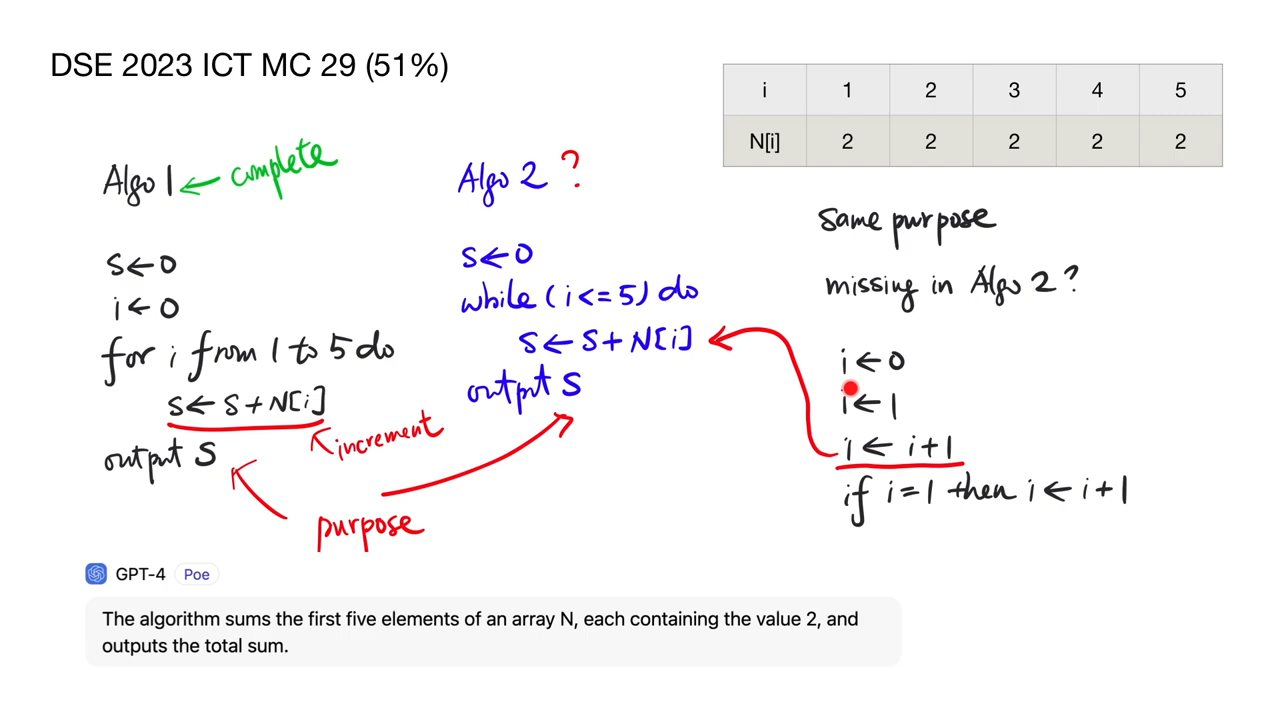 DSE 2023 ICT MC 29 (51%)
i 1 2 3 4 5
N[i] 2 2 2 2 2
Algo 1 ← complete
S ← 0
i ← 0
for i from 1 to 5 do
S ← S + N[i]
increment
output S
purpose
Algo 2 ?
S ← 0
while (i <= 5) do
S ← S + N[i]
output S
Same purpose
missing in Algo 2 ?
i ← 0
i ← 1
i ← i + 1
if i = 1 then i ← i + 1
GPT-4 Poe
The algorithm sums the first five elements of an array N, each containing the value 2, and
outputs the total sum.